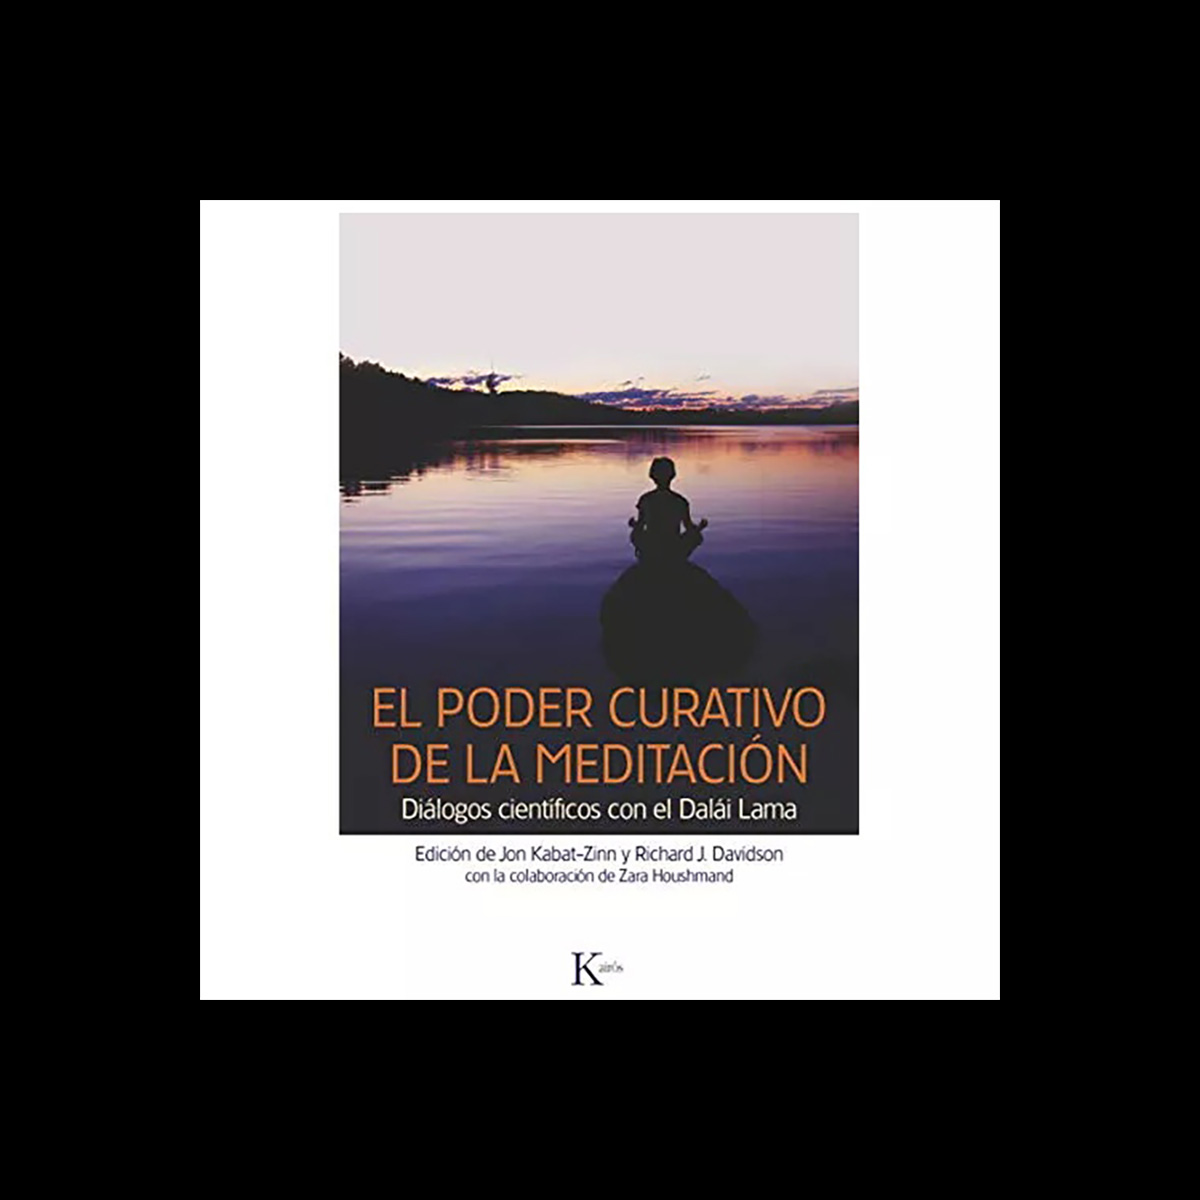 EL PODER CURATIVO
DE LA MEDITACIÓN
Diálogos científicos con el Dalái Lama
Edición de Jon Kabat-Zinn y Richard J. Davidson
con la colaboración de Zara Houshmand
Kairós